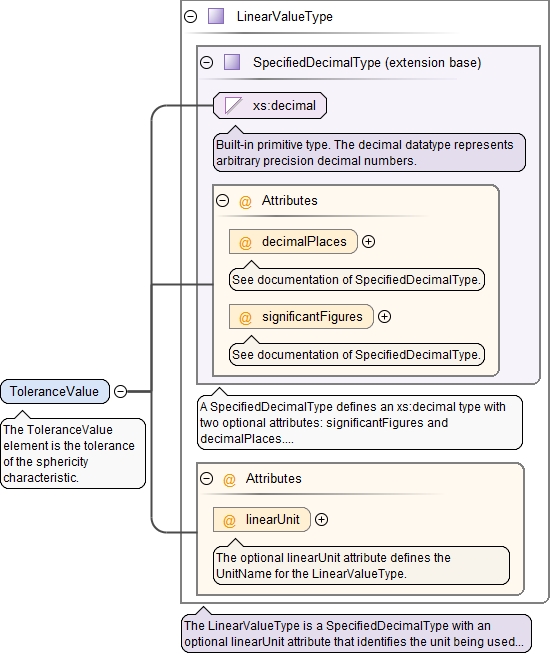 LinearValueType
SpecifiedDecimalType (extension base)
xs:decimal
Built-in primitive type. The decimal datatype represents
arbitrary precision decimal numbers.
@ Attributes
@ decimalPlaces
See documentation of SpecifiedDecimalType.
@ significantFigures
See documentation of SpecifiedDecimalType.
ToleranceValue
The ToleranceValue
element is the tolerance
of the sphericity
characteristic.
A SpecifiedDecimalType defines an xs:decimal type with
two optional attributes: significantFigures and
decimalPlaces....
@ Attributes
@ linearUnit
The optional linearUnit attribute defines the
UnitName for the LinearValueType.
The LinearValueType is a SpecifiedDecimalType with an
optional linearUnit attribute that identifies the unit being used...